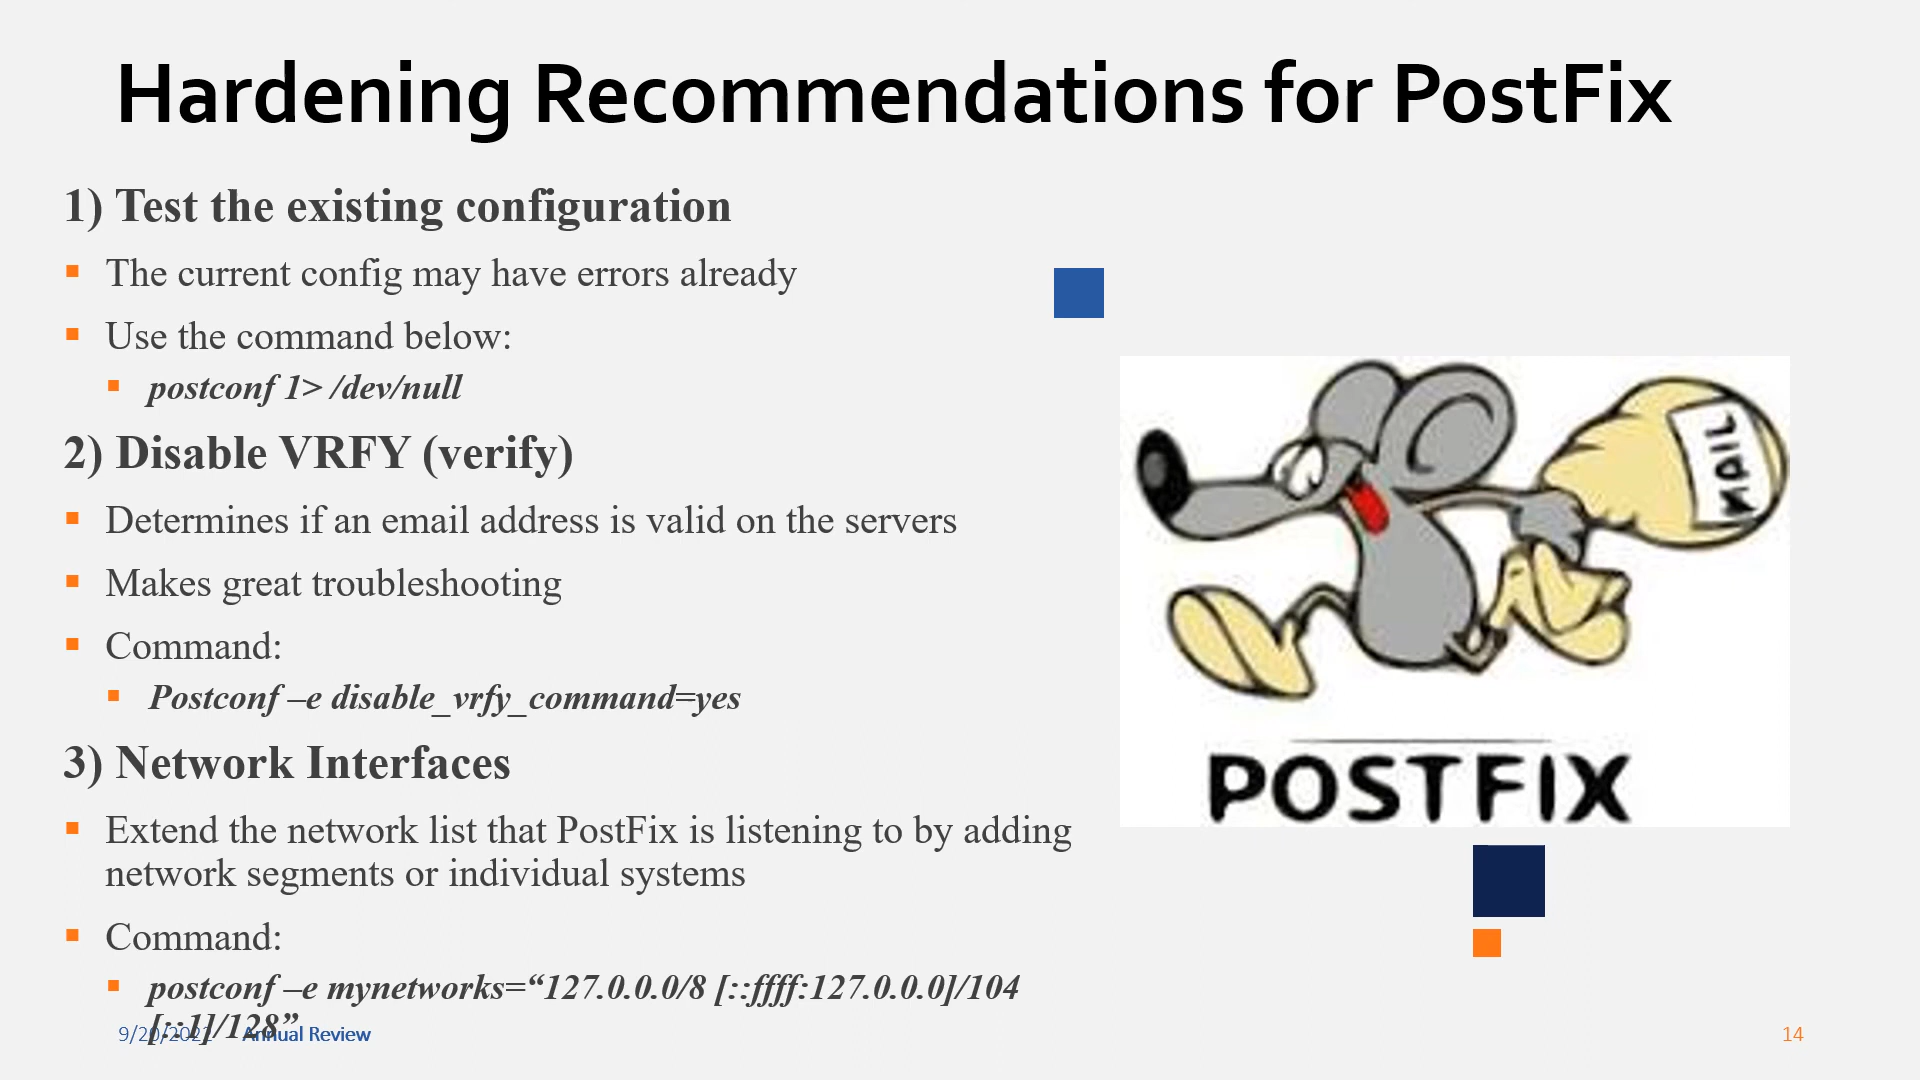 Hardening Recommendations for PostFix
1) Test the existing configuration
The current config may have errors already
Use the command below:
postconf 1> /dev/null
2) Disable VRFY (verify)
Determines if an email address is valid on the servers
Makes great troubleshooting
Command:
Postconf –e disable_vrfy_command=yes
3) Network Interfaces
Extend the network list that PostFix is listening to by adding
network segments or individual systems
Command:
postconf –e mynetworks=“127.0.0.0/8 [::ffff:127.0.0.0]/104
[::1]/128”
MAIL
POSTFIX
Annual Review
14